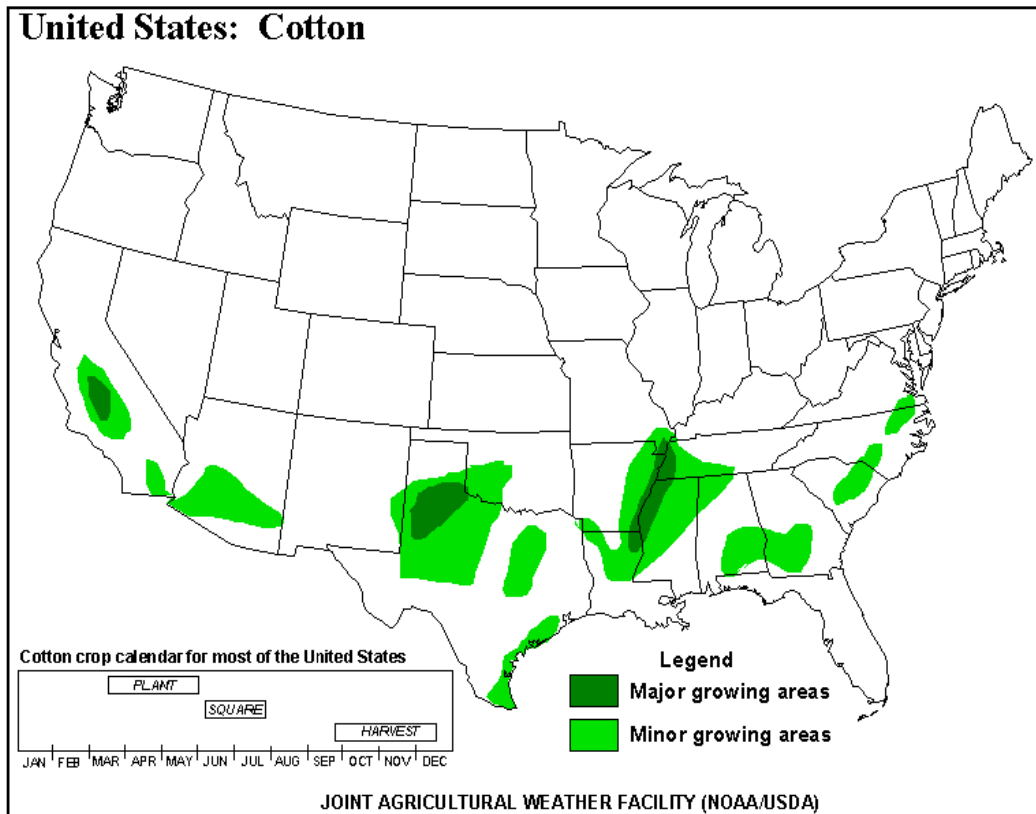 United States: Cotton
Cotton crop calendar for most of the United States
PLANT
SQUARE
HARVEST
JAN FEB MAR APR MAY JUN JUL AUG SEP OCT NOV DEC
Legend
Major growing areas
Minor growing areas
JOINT AGRICULTURAL WEATHER FACILITY (NOAA/USDA)